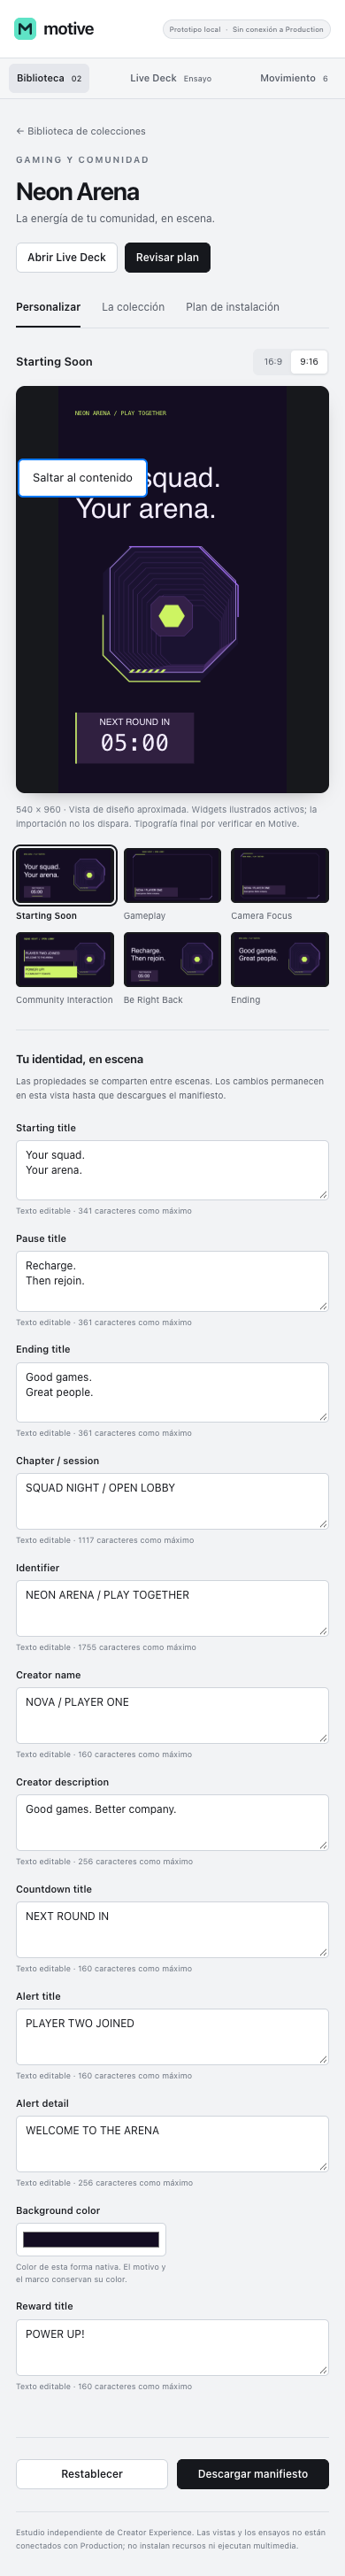 motive
Prototipo local · Sin conexión a Production
Biblioteca 02
Live Deck Ensayo
Movimiento 6
← Biblioteca de colecciones
GAMING Y COMUNIDAD
Neon Arena
La energía de tu comunidad, en escena.
Abrir Live Deck
Revisar plan
Personalizar
La colección
Plan de instalación
Starting Soon
16:9
9:16
NEON ARENA / PLAY TOGETHER
squad.
Saltar al contenido
Your arena.
NEXT ROUND IN
05:00
540 × 960 · Vista de diseño aproximada. Widgets ilustrados activos; la
importación no los dispara. Tipografía final por verificar en Motive.
Your squad.
Your arena.
Starting Soon
Gameplay
Camera Focus
Recharge.
Then rejoin.
Good games.
Great people.
Community Interaction
Be Right Back
Ending
Tu identidad, en escena
Las propiedades se comparten entre escenas. Los cambios permanecen
en esta vista hasta que descargues el manifiesto.
Starting title
Your squad.
Your arena.
Texto editable · 341 caracteres como máximo
Pause title
Recharge.
Then rejoin.
Texto editable · 361 caracteres como máximo
Ending title
Good games.
Great people.
Texto editable · 361 caracteres como máximo
Chapter / session
SQUAD NIGHT / OPEN LOBBY
Texto editable · 1117 caracteres como máximo
Identifier
NEON ARENA / PLAY TOGETHER
Texto editable · 1755 caracteres como máximo
Creator name
NOVA / PLAYER ONE
Texto editable · 160 caracteres como máximo
Creator description
Good games. Better company.
Texto editable · 256 caracteres como máximo
Countdown title
NEXT ROUND IN
Texto editable · 160 caracteres como máximo
Alert title
PLAYER TWO JOINED
Texto editable · 160 caracteres como máximo
Alert detail
WELCOME TO THE ARENA
Texto editable · 256 caracteres como máximo
Background color
Color de esta forma nativa. El motivo y
el marco conservan su color.
Reward title
POWER UP!
Texto editable · 160 caracteres como máximo
Restablecer
Descargar manifiesto
Estudio independiente de Creator Experience. Las vistas y los ensayos no están
conectados con Production; no instalan recursos ni ejecutan multimedia.